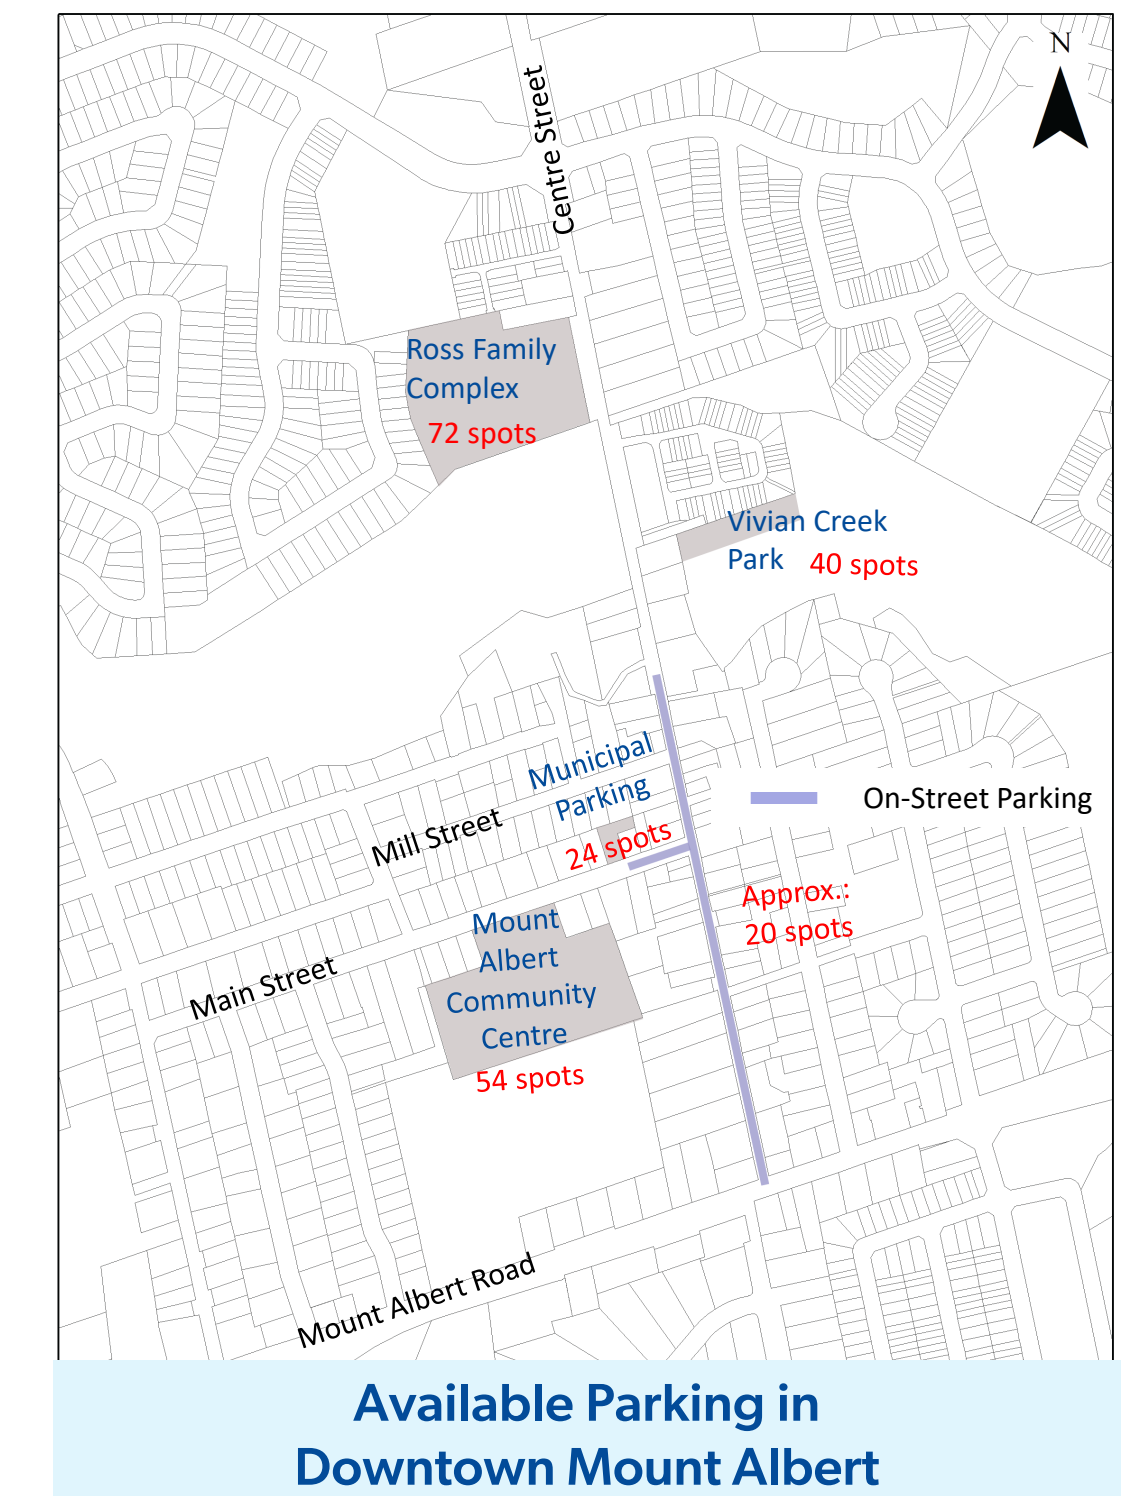 N
Centre Street
Ross Family
Complex
72 spots
Vivian Creek
Park 40 spots
Municipal
Parking
24 spots
On-Street Parking
Mill Street
Approx.:
20 spots
Mount
Albert
Community
Centre
54 spots
Main Street
Mount Albert Road
Available Parking in
Downtown Mount Albert